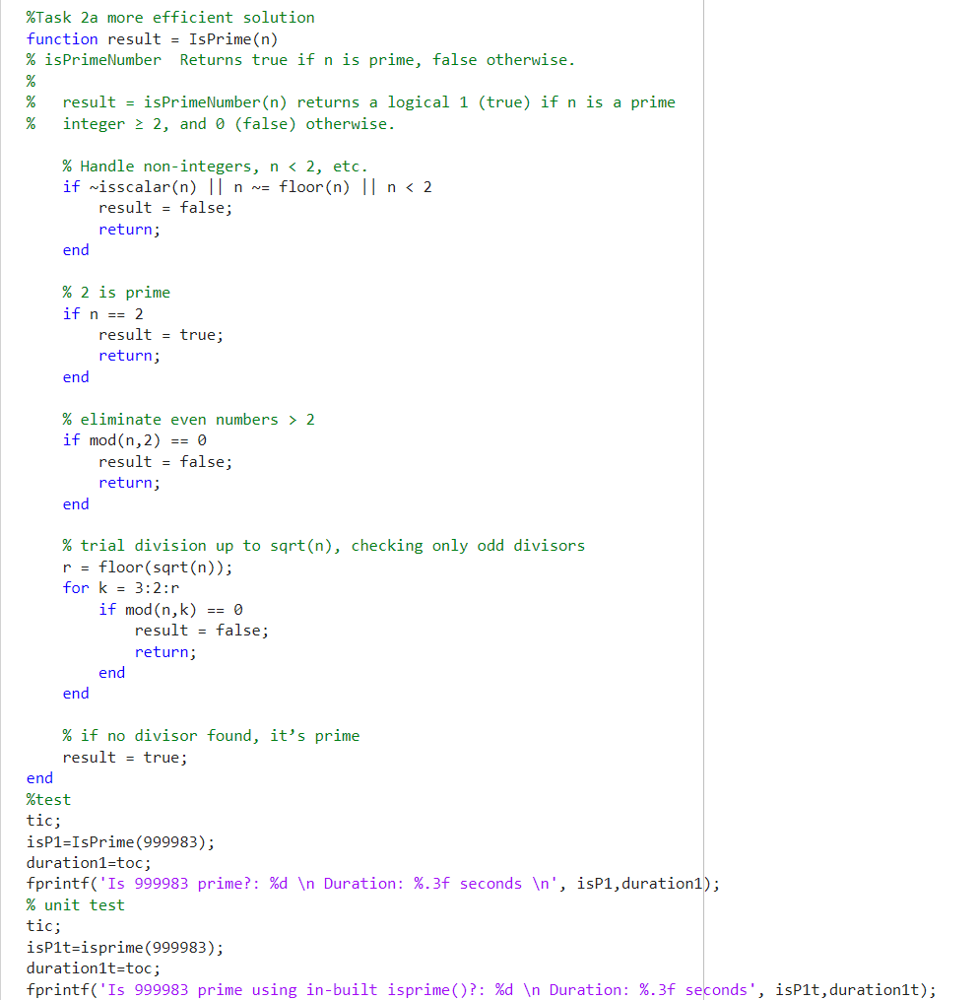 %Task 2a more efficient solution
function result = IsPrime(n)
% isPrimeNumber  Returns true if n is prime, false otherwise.
%
%   result = isPrimeNumber(n) returns a logical 1 (true) if n is a prime
%   integer ≥ 2, and 0 (false) otherwise.

    % Handle non-integers, n < 2, etc.
    if ~isscalar(n) || n ~= floor(n) || n < 2
        result = false;
        return;
    end

    % 2 is prime
    if n == 2
        result = true;
        return;
    end

    % eliminate even numbers > 2
    if mod(n,2) == 0
        result = false;
        return;
    end

    % trial division up to sqrt(n), checking only odd divisors
    r = floor(sqrt(n));
    for k = 3:2:r
        if mod(n,k) == 0
            result = false;
            return;
        end
    end

    % if no divisor found, it’s prime
    result = true;
end
%test
tic;
isP1=IsPrime(999983);
duration1=toc;
fprintf('Is 999983 prime?: %d \n Duration: %.3f seconds \n', isP1,duration1);
% unit test
tic;
isP1t=isprime(999983);
duration1t=toc;
fprintf('Is 999983 prime using in-built isprime()?: %d \n Duration: %.3f seconds', isP1t,duration1t);